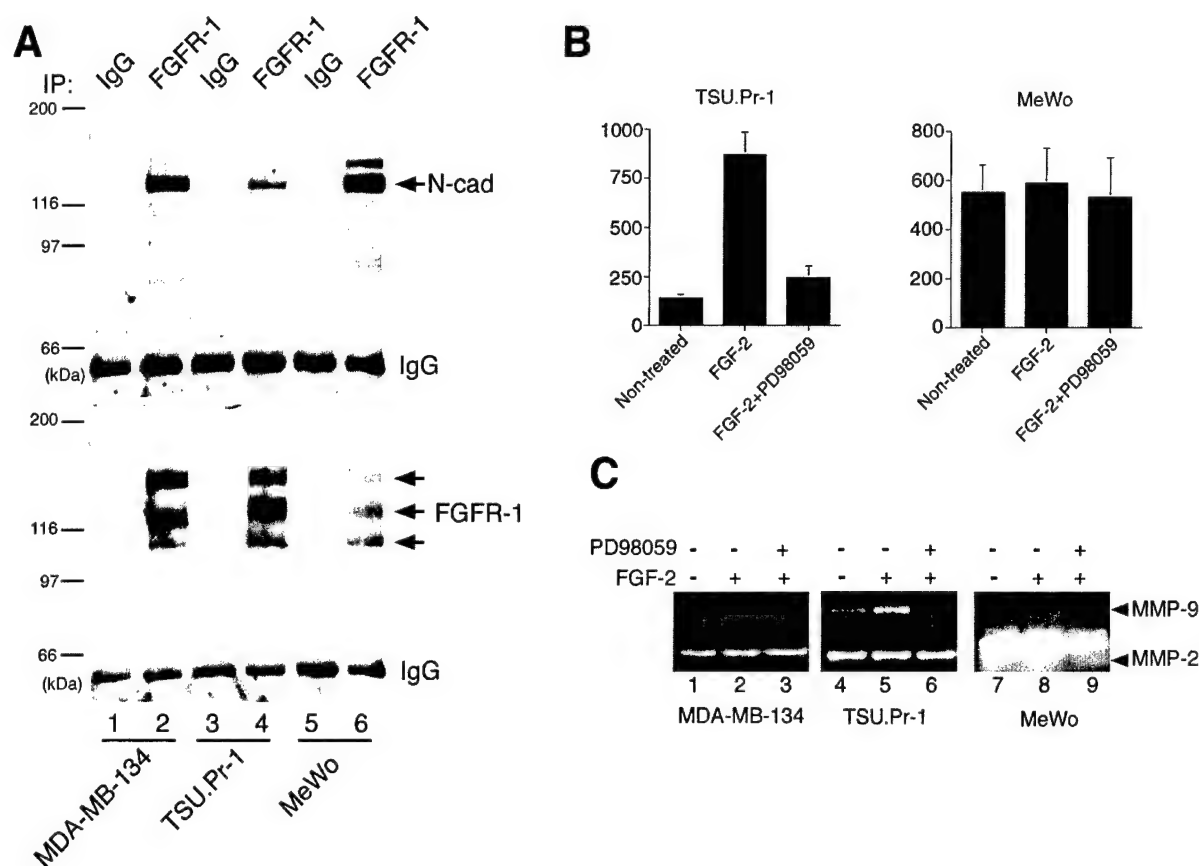 A
IP: IgG FGFR-1 IgG FGFR-1 IgG FGFR-1
200
N-cad
116
97
66
(kDa)
IgG
200
FGFR-1
116
97
66
(kDa)
IgG
1 2 3 4 5 6
MDA-MB-134 TSU.Pr-1 MeWo
B
TSU.Pr-1
1000
750
500
250
0
Non-treated FGF-2 FGF-2+PD98059
MeWo
800
600
400
200
0
Non-treated FGF-2 FGF-2+PD98059
C
PD98059 - - + - - + - - +
FGF-2 - + + - + + - + +
MMP-9
MMP-2
1 2 3 4 5 6 7 8 9
MDA-MB-134 TSU.Pr-1 MeWo